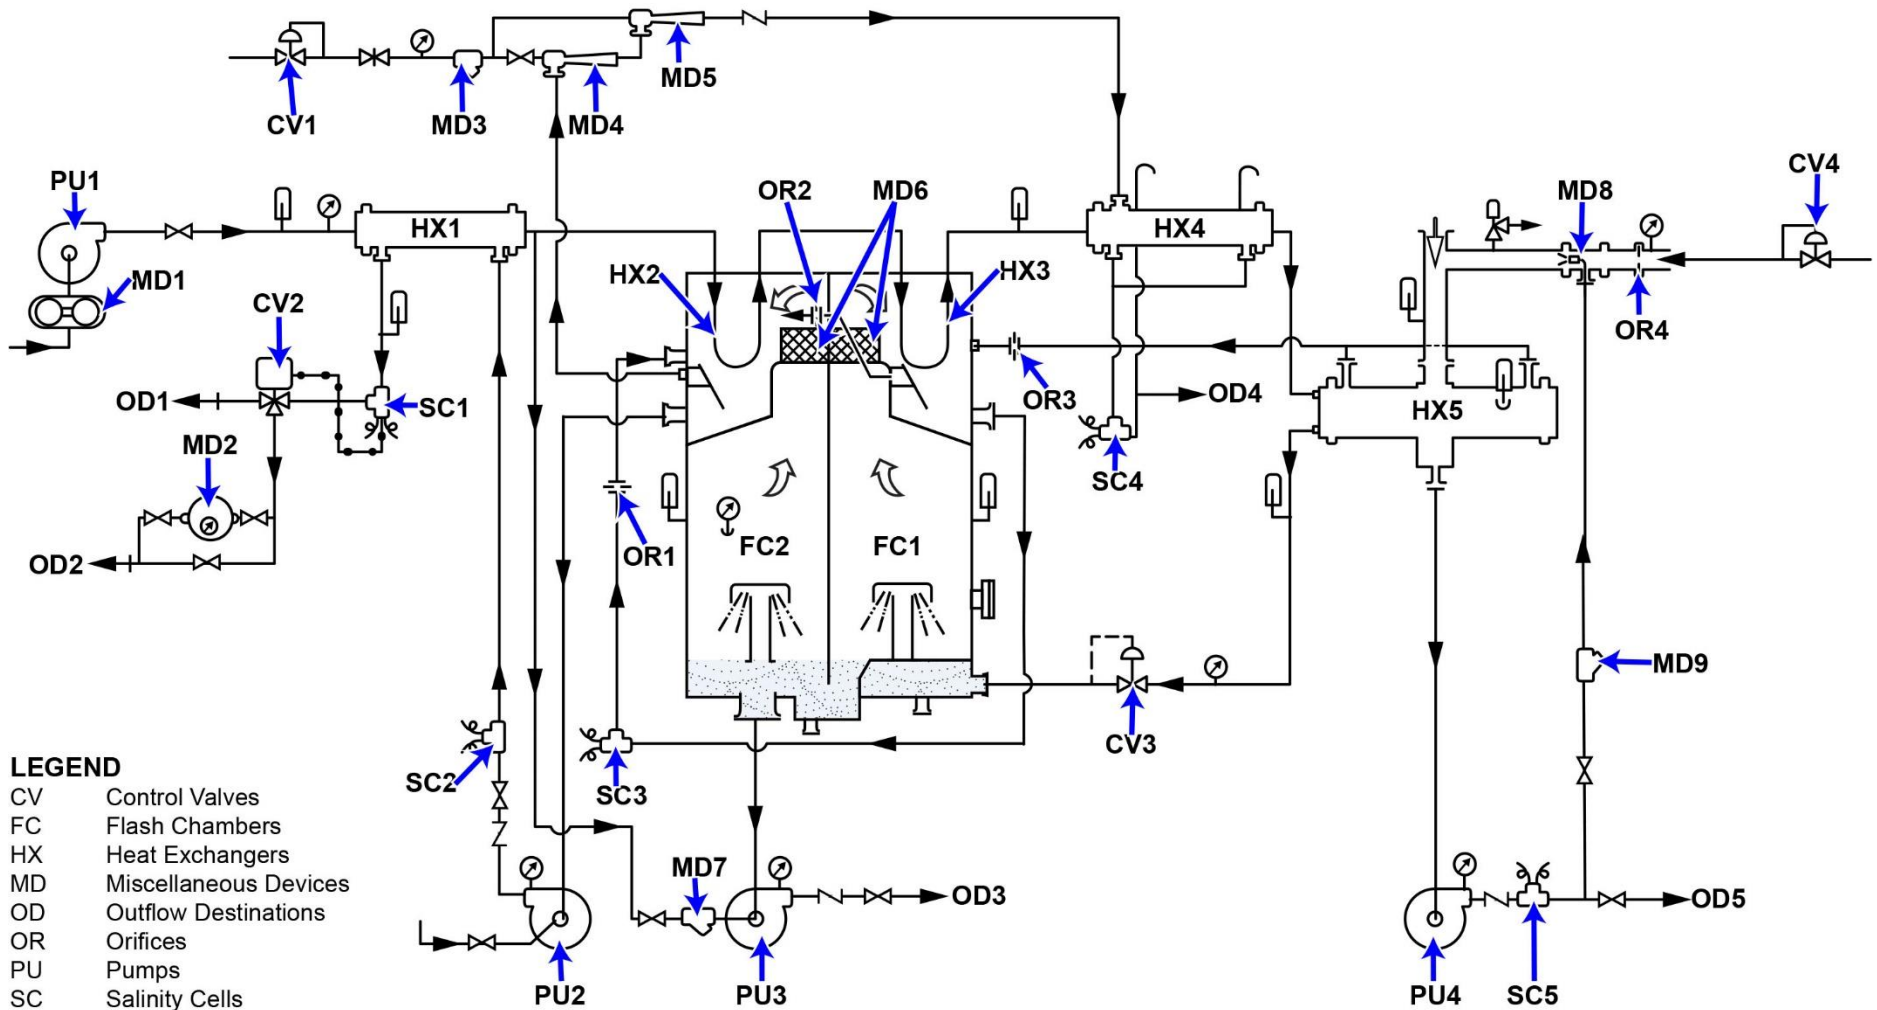 MD5
CV1
MD3
MD4
PU1
OR2
MD6
MD8
CV4
HX1
HX4
HX2
HX3
MD1
CV2
OR4
OR3
OD4
HX5
OD1
SC1
MD2
SC4
OR1
FC2
FC1
OD2
MD9
CV3
SC2
SC3
MD7
OD3
OD5
PU2
PU3
PU4
SC5
LEGEND
CV Control Valves
FC Flash Chambers
HX Heat Exchangers
MD Miscellaneous Devices
OD Outflow Destinations
OR Orifices
PU Pumps
SC Salinity Cells